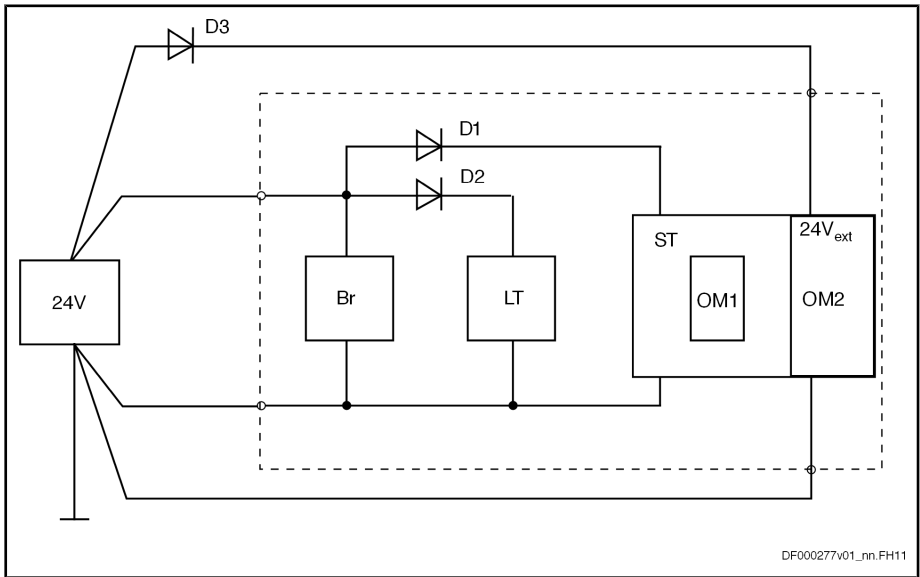 D3
D1
D2
24V
Br
LT
ST
OM1
24Vext
OM2
DF000277v01_nn.FH11